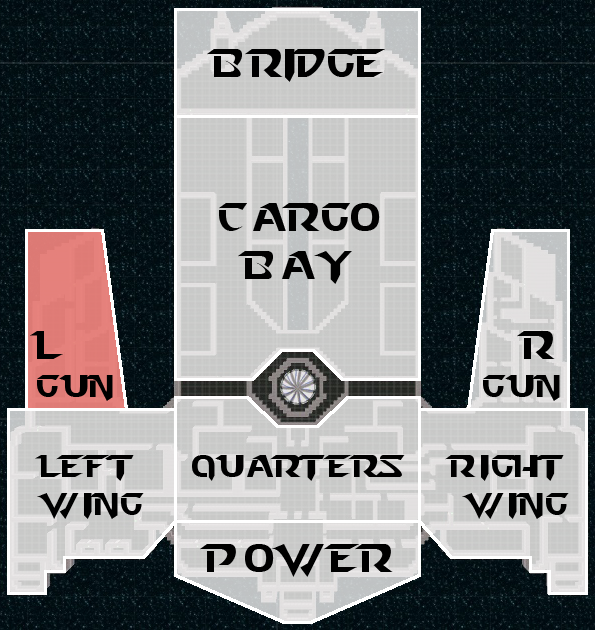 BRIDGE
CARGO
BAY
L
GUN
R
GUN
LEFT
WING
QUARTERS
RIGHT
WING
POWER